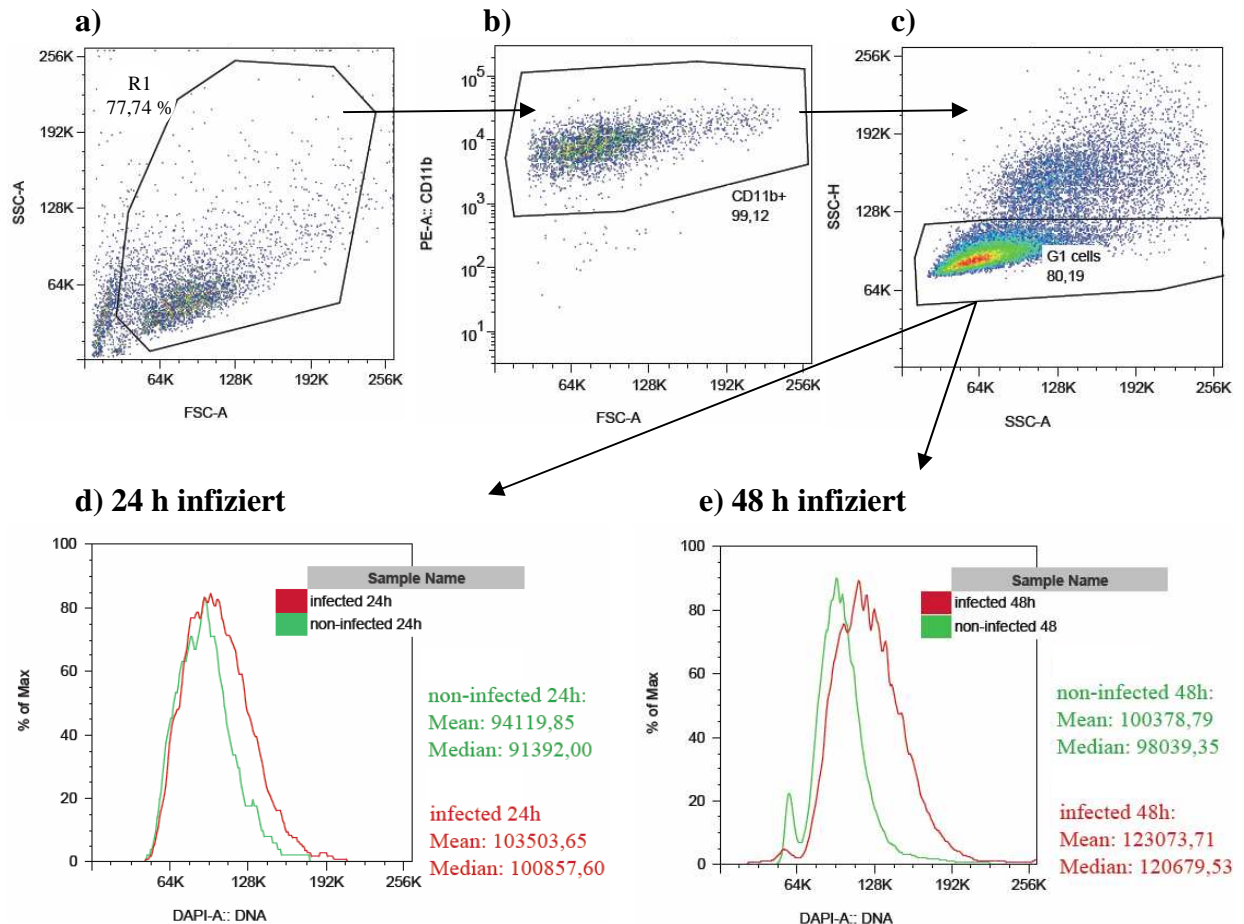 a)
256K
192K
128K
64K
SSC-A
R1
77,74 %
64K
128K
192K
256K
FSC-A
b)
10^5
10^4
10^3
10^2
10^1
PE-A:: CD11b
CD11b+
99,12
64K
128K
192K
256K
FSC-A
c)
256K
192K
128K
64K
SSC-H
G1 cells
80,19
64K
128K
192K
256K
SSC-A
d) 24 h infiziert
100
80
60
40
20
0
% of Max
Sample Name
infected 24h
non-infected 24h
64K
128K
192K
256K
DAPI-A:: DNA
non-infected 24h:
Mean: 94119,85
Median: 91392,00
infected 24h
Mean: 103503,65
Median: 100857,60
e) 48 h infiziert
100
80
60
40
20
0
% of Max
Sample Name
infected 48h
non-infected 48
64K
128K
192K
256K
DAPI-A:: DNA
non-infected 48h:
Mean: 100378,79
Median: 98039,35
infected 48h:
Mean: 123073,71
Median: 120679,53